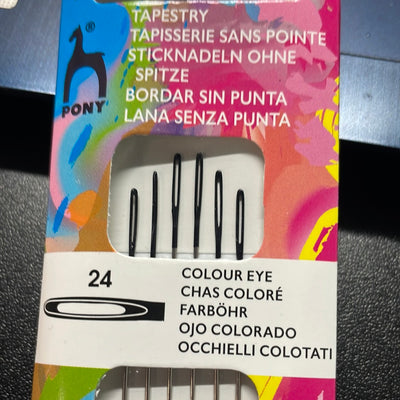 TAPESTRY
TAPISSERIE SANS POINTE
STICKNADELN OHNE
SPITZE
BORDAR SIN PUNTA
LANA SENZA PUNTA
PONY
24
COLOUR EYE
CHAS COLORÉ
FARBÖHR
OJO COLORADO
OCCHIELLI COLOTATI